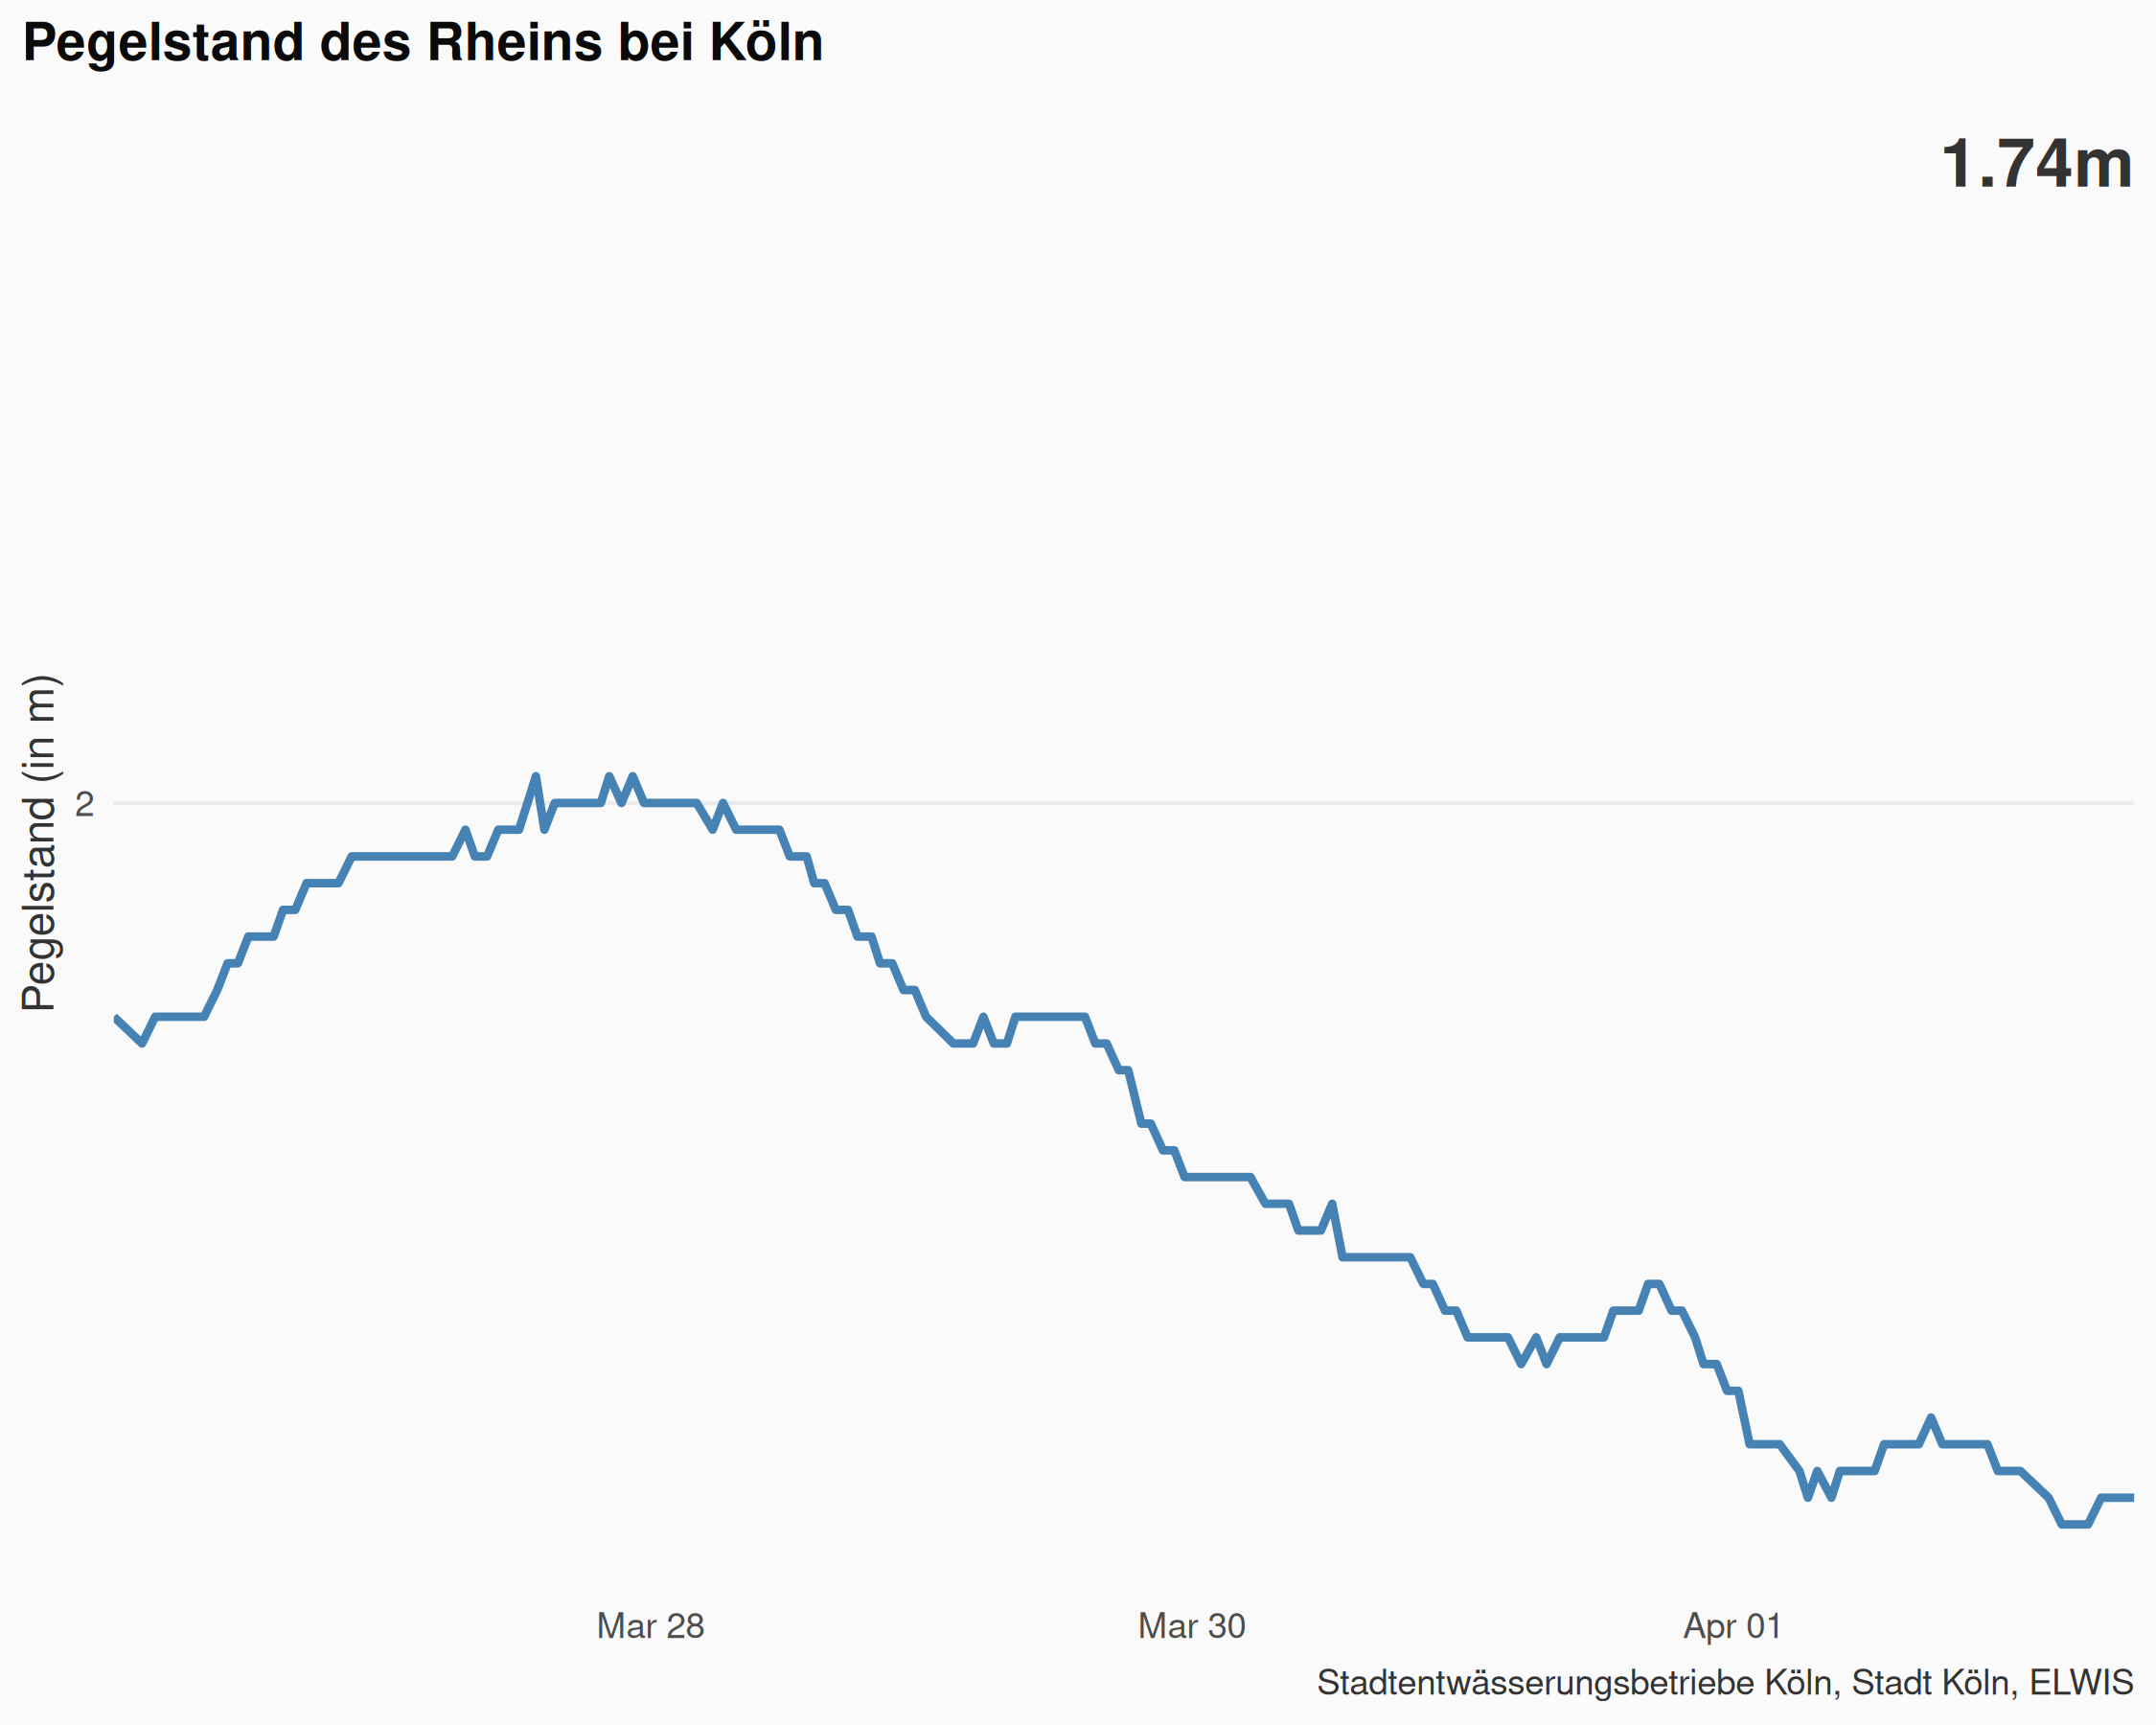 Pegelstand des Rheins bei Köln
1.74m
Pegelstand (in m)
2
Mar 28
Mar 30
Apr 01
Stadtentwässerungsbetriebe Köln, Stadt Köln, ELWIS